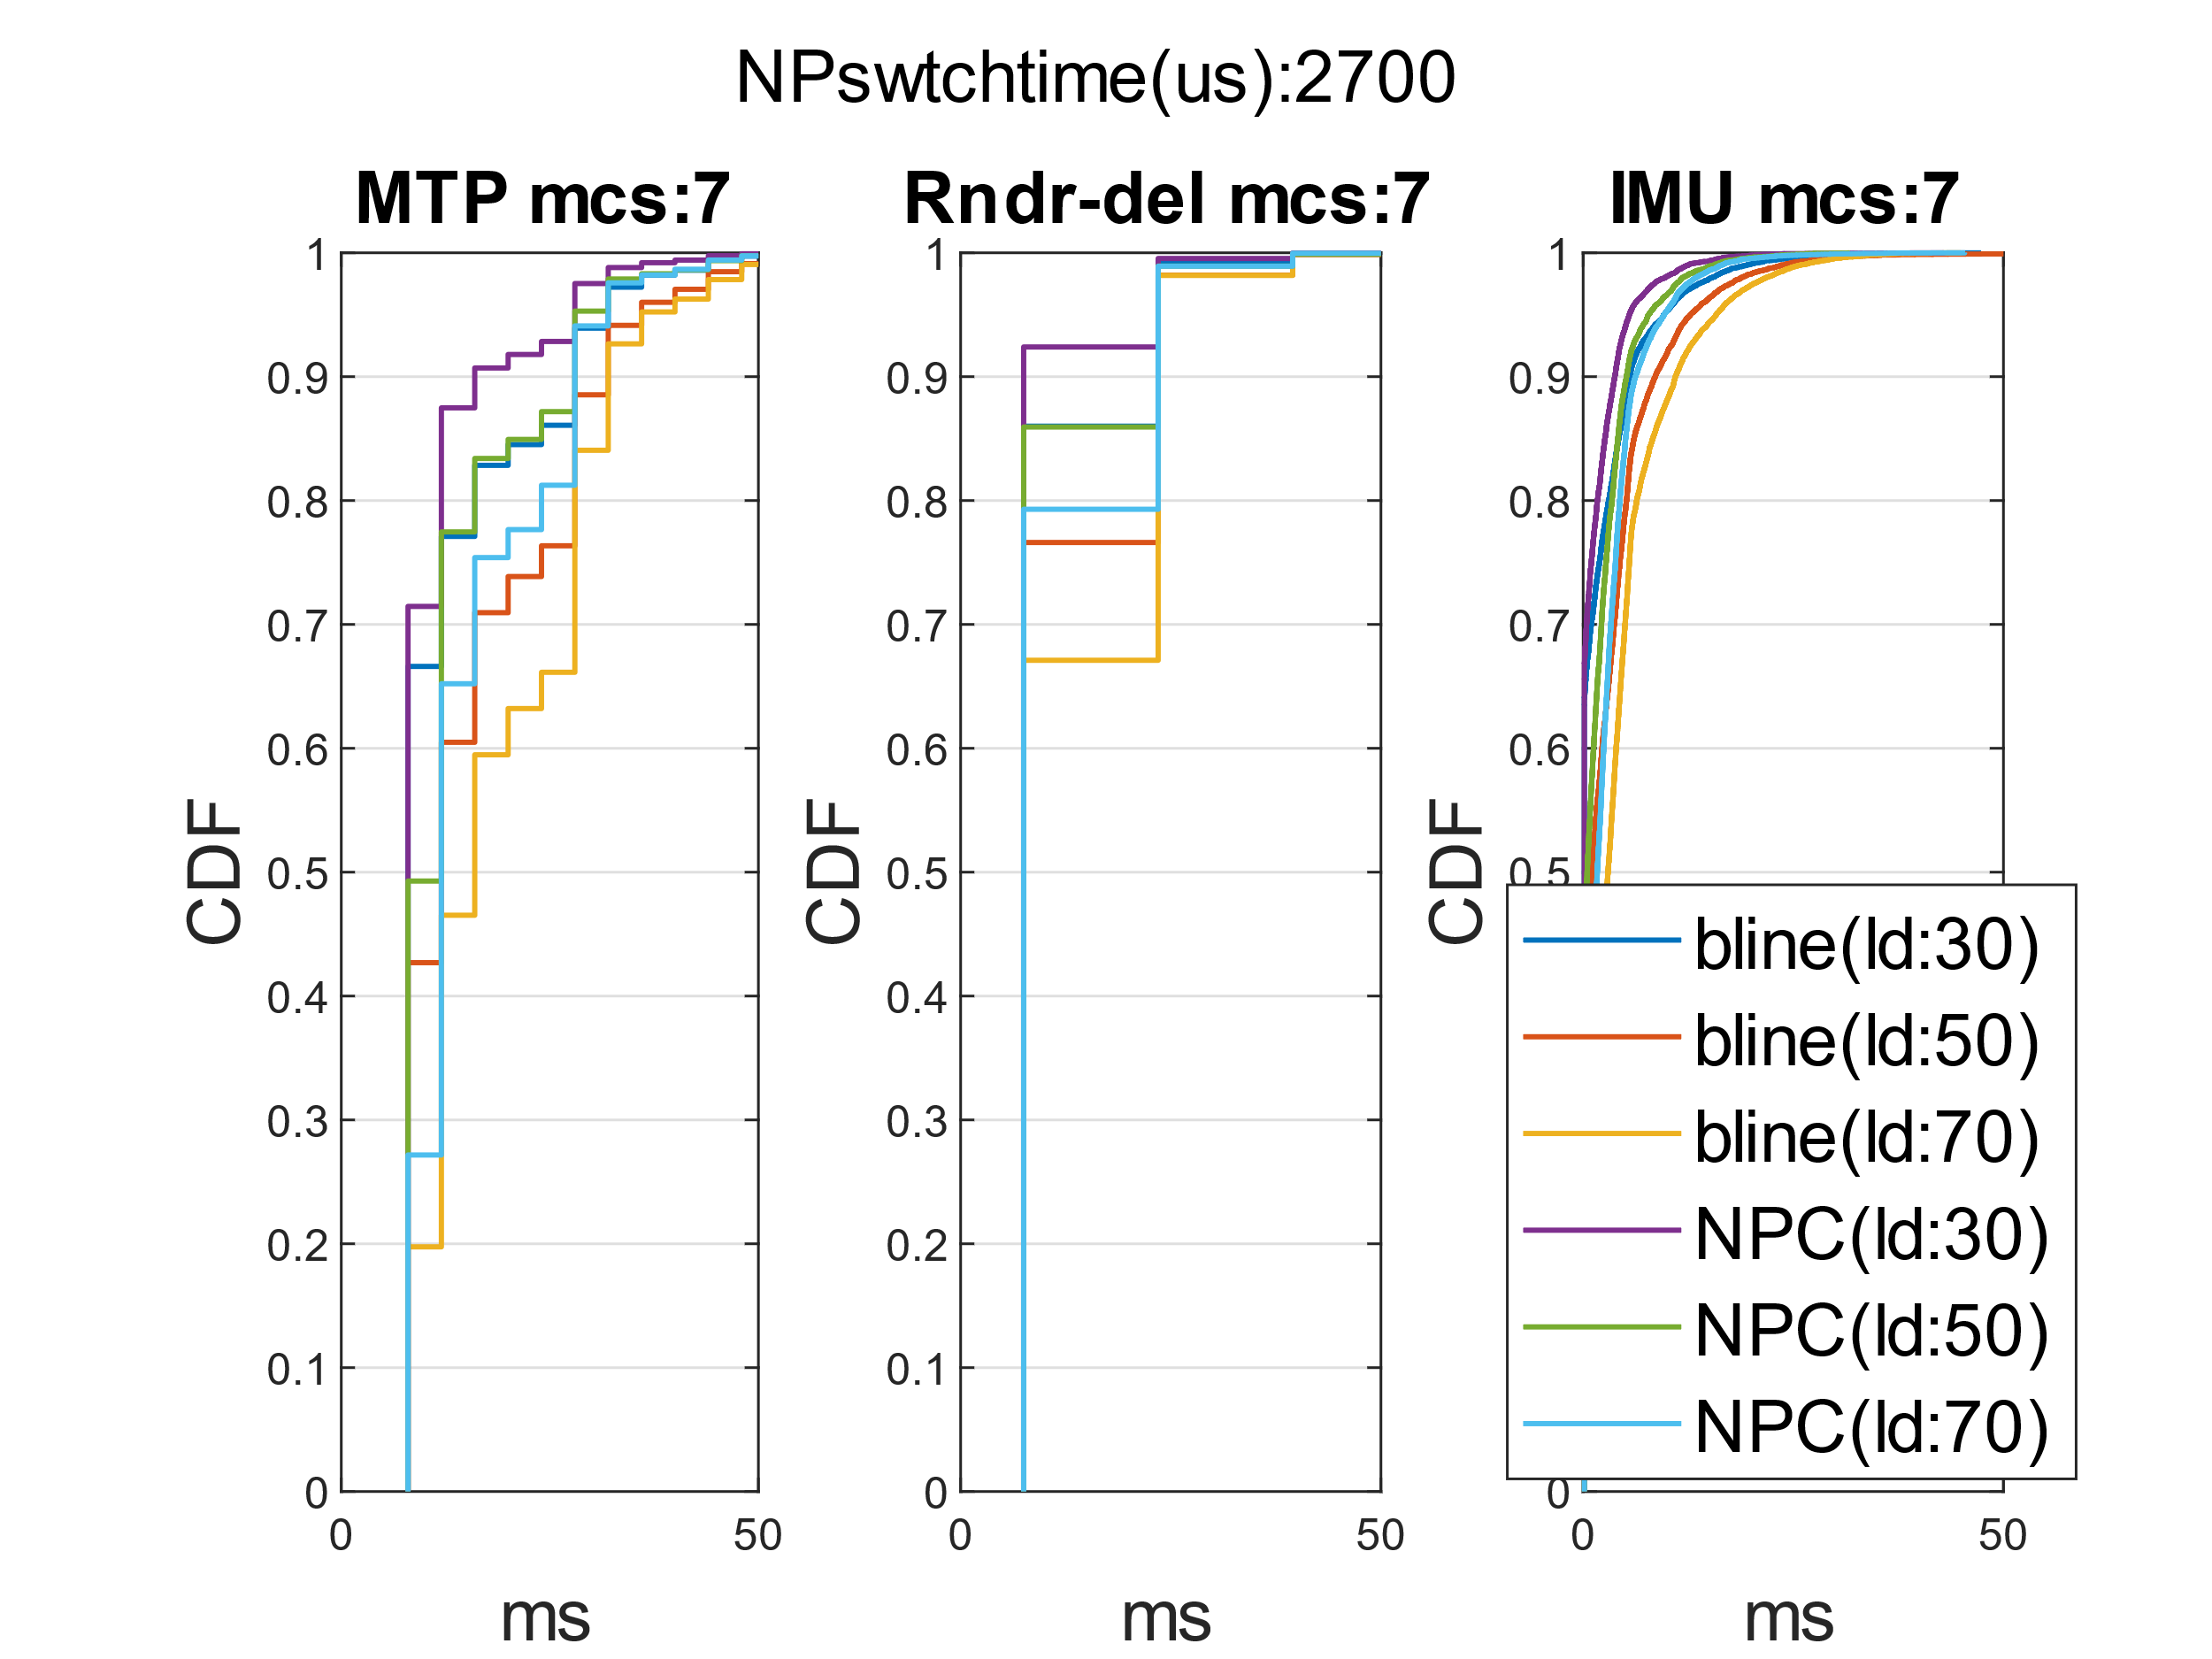 NPswtchtime(us):2700
MTP mcs:7
1
0.9
0.8
0.7
0.6
0.5
0.4
0.3
0.2
0.1
0
0 50
CDF
ms
Rndr-del mcs:7
1
0.9
0.8
0.7
0.6
0.5
0.4
0.3
0.2
0.1
0
0 50
CDF
ms
IMU mcs:7
1
0.9
0.8
0.7
0.6
0.5
0
0 50
CDF
ms
bline(ld:30)
bline(ld:50)
bline(ld:70)
NPC(ld:30)
NPC(ld:50)
NPC(ld:70)